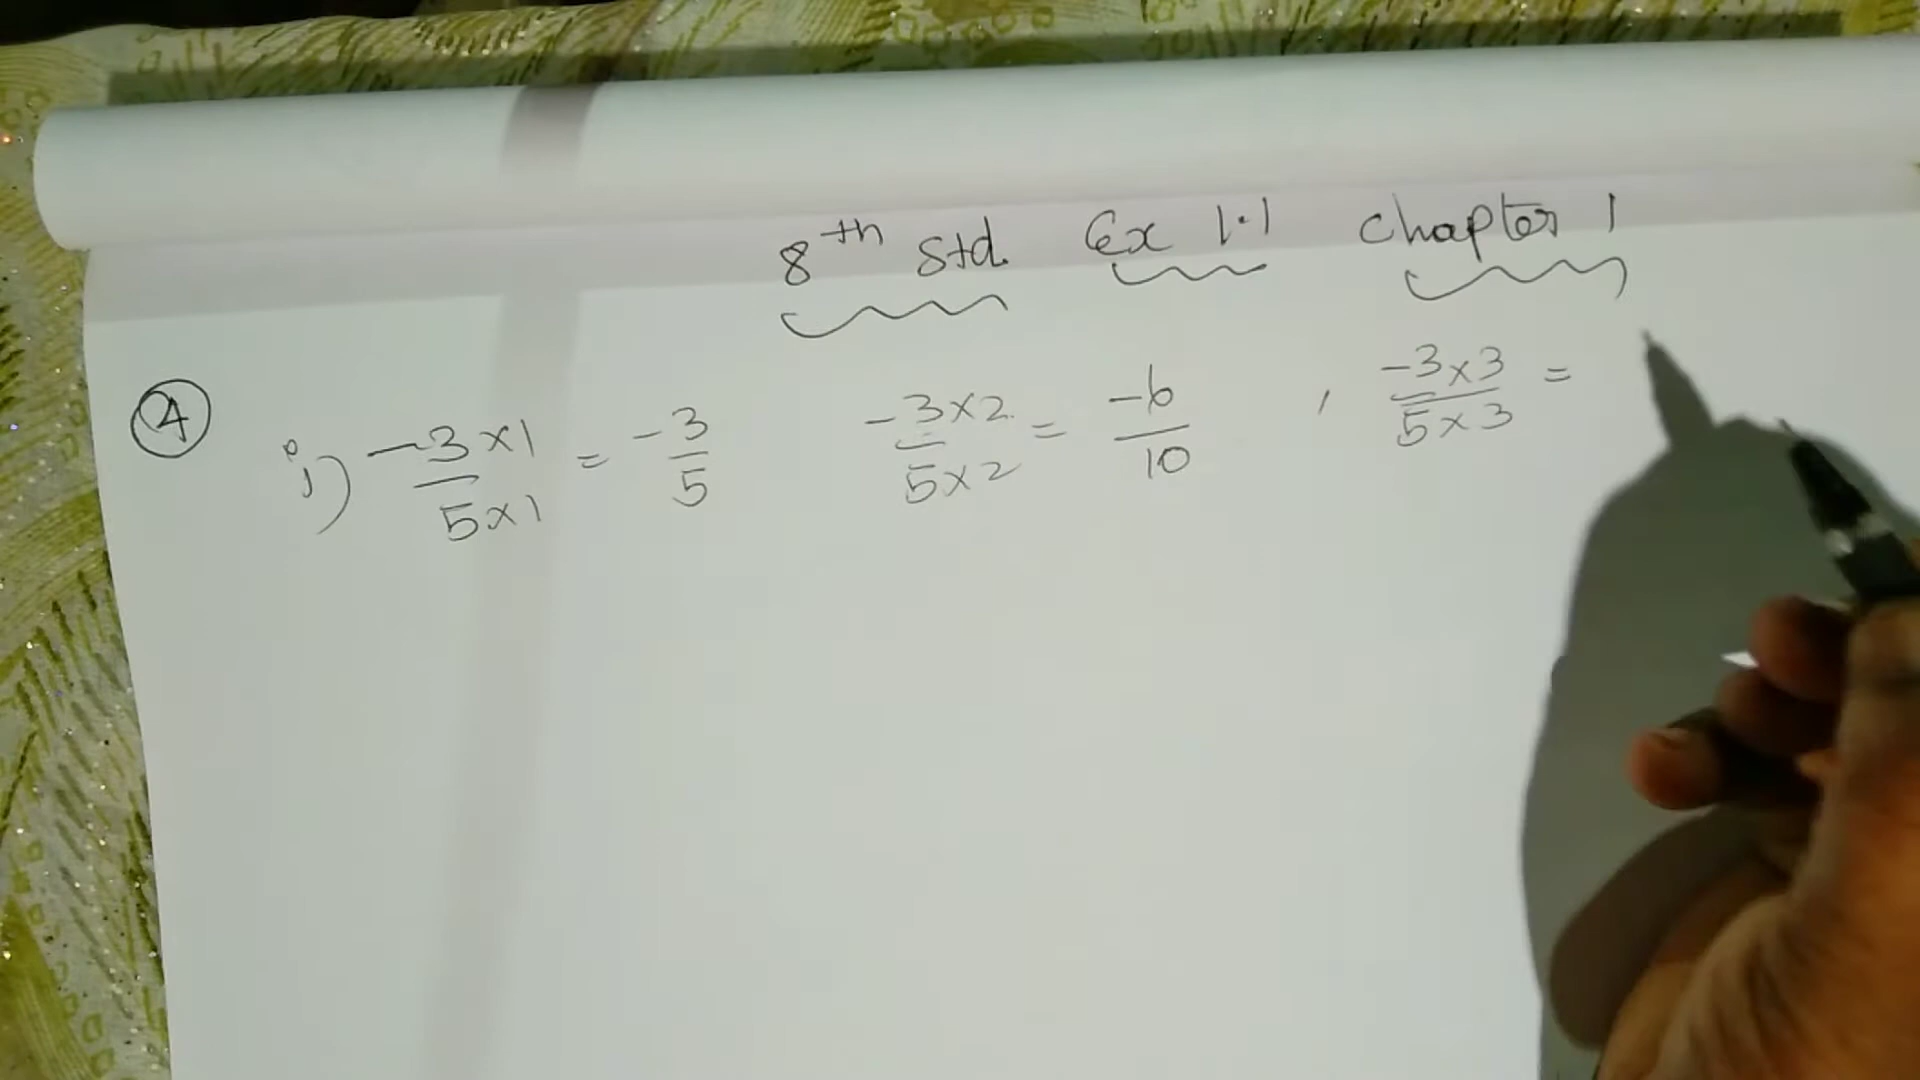 8th Std. Ex 1.1 Chapter 1
4 i) -3×1/5×1 = -3/5 -3×2/5×2 = -6/10 , -3×3/5×3 =